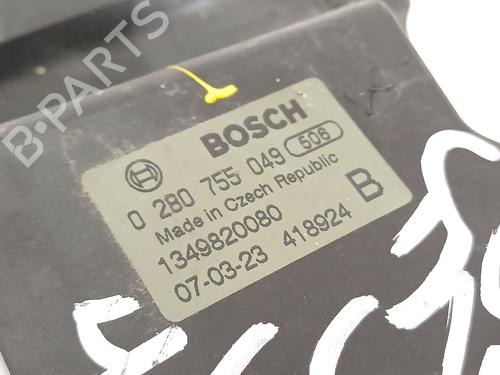 B-PARTS
BOSCH
0 280 755 049 506
Made in Czech Republic
1349820080 B
07-03-23 418924